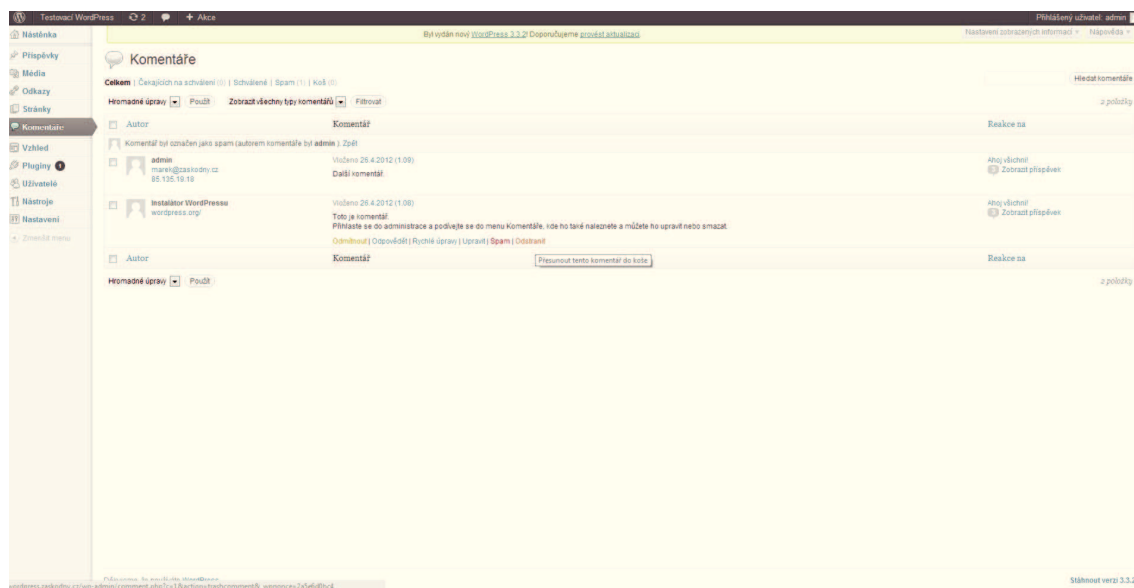 Testovací WordPress 2 + Akce Přihlášený uživatel: admin
Nástěnka
Příspěvky
Média
Odkazy
Stránky
Komentáře
Vzhled
Pluginy 1
Uživatelé
Nástroje
Nastavení
Zmenšit menu
Byl vydán nový WordPress 3.3.2! Doporučujeme provést aktualizaci.
Nastavení zobrazených informací Nápověda
Komentáře
Celkem | Čekajících na schválení (0) | Schválené | Spam (1) | Koš (0)
Hledat komentáře
Hromadné úpravy Použít Zobrazit všechny typy komentářů Filtrovat
2 položky
Autor Komentář Reakce na
Komentář byl označen jako spam (autorem komentáře byl admin ). Zpět
admin
marek@zaskodny.cz
85.135.18.18
Vloženo 26.4.2012 (1.09)
Další komentář.
Ahoj všichni!
Zobrazit příspěvek
Instalátor WordPressu
wordpress.org/
Vloženo 26.4.2012 (1.08)
Toto je komentář.
Přihlaste se do administrace a podívejte se do menu Komentáře, kde ho také naleznete a můžete ho upravit nebo smazat.
Odmítnout | Odpovědět | Rychlé úpravy | Upravit | Spam | Odstranit
Ahoj všichni!
Zobrazit příspěvek
Autor Komentář Reakce na
Přesunout tento komentář do koše
Hromadné úpravy Použít
2 položky
Děkujeme, že používáte WordPress
Stáhnout verzi 3.3.2